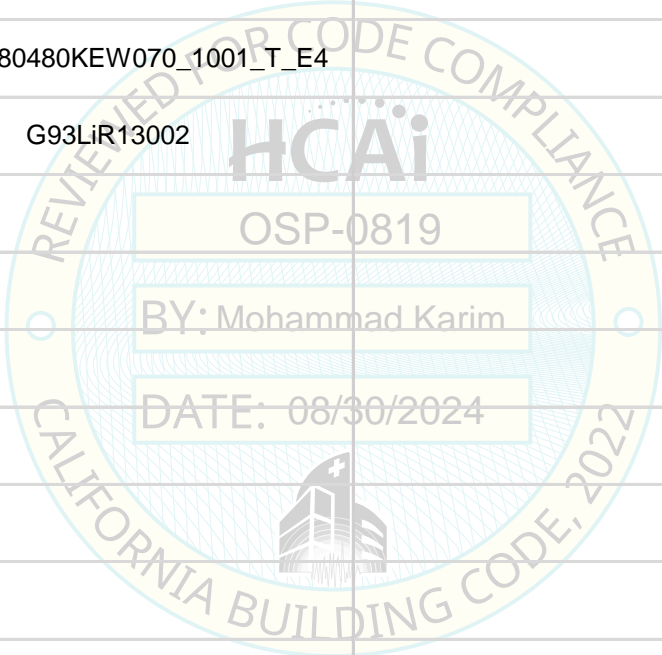 80480KEW070_1001_T_E4
G93LiR13002
REVIEWED FOR CODE COMPLIANCE
HCAi
OSP-0819
BY: Mohammad Karim
DATE: 08/30/2024
CALIFORNIA BUILDING CODE, 2022